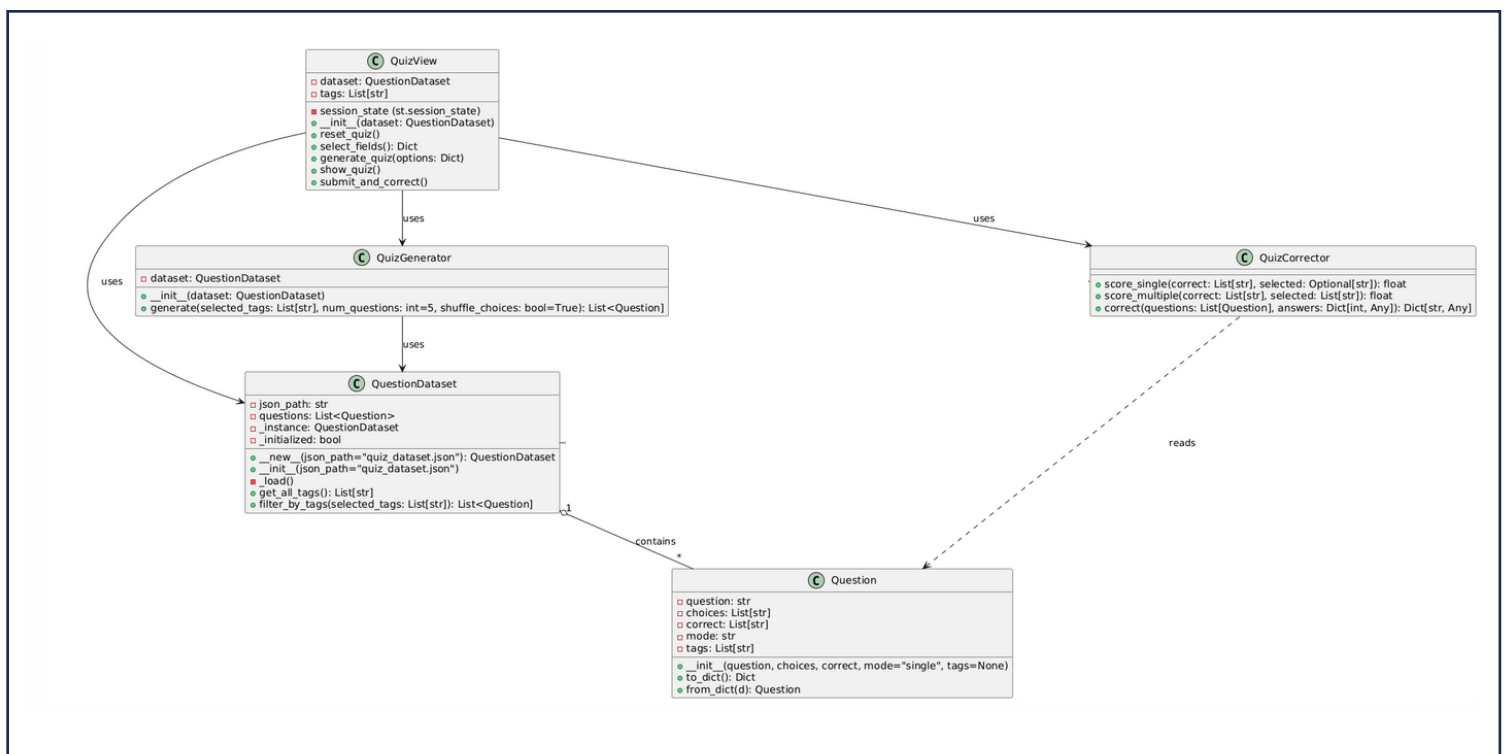 C QuizView
dataset: QuestionDataset
tags: List[str]
session_state (st.session_state)
__init__(dataset: QuestionDataset)
reset_quiz()
select_fields(): Dict
generate_quiz(options: Dict)
show_quiz()
submit_and_correct()
uses
uses
C QuizGenerator
dataset: QuestionDataset
__init__(dataset: QuestionDataset)
generate(selected_tags: List[str], num_questions: int=5, shuffle_choices: bool=True): List<Question]
C QuizCorrector
score_single(correct: List[str], selected: Optional[str]): float
score_multiple(correct: List[str], selected: List[str]): float
correct(questions: List[Question], answers: Dict[int, Any]): Dict[str, Any]
uses
uses
C QuestionDataset
json_path: str
questions: List<Question>
_instance: QuestionDataset
_initialized: bool
__new__(json_path="quiz_dataset.json"): QuestionDataset
__init__(json_path="quiz_dataset.json")
_load()
get_all_tags(): List[str]
filter_by_tags(selected_tags: List[str]): List<Question]
reads
1
contains
*
C Question
question: str
choices: List[str]
correct: List[str]
mode: str
tags: List[str]
__init__(question, choices, correct, mode="single", tags=None)
to_dict(): Dict
from_dict(d): Question